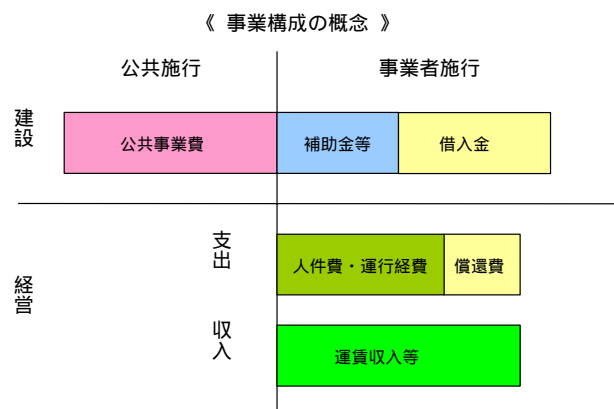 《 事業構成の概念 》
公共施行
事業者施行
建設
公共事業費
補助金等
借入金
経営
支出
人件費・運行経費
償還費
収入
運賃収入等